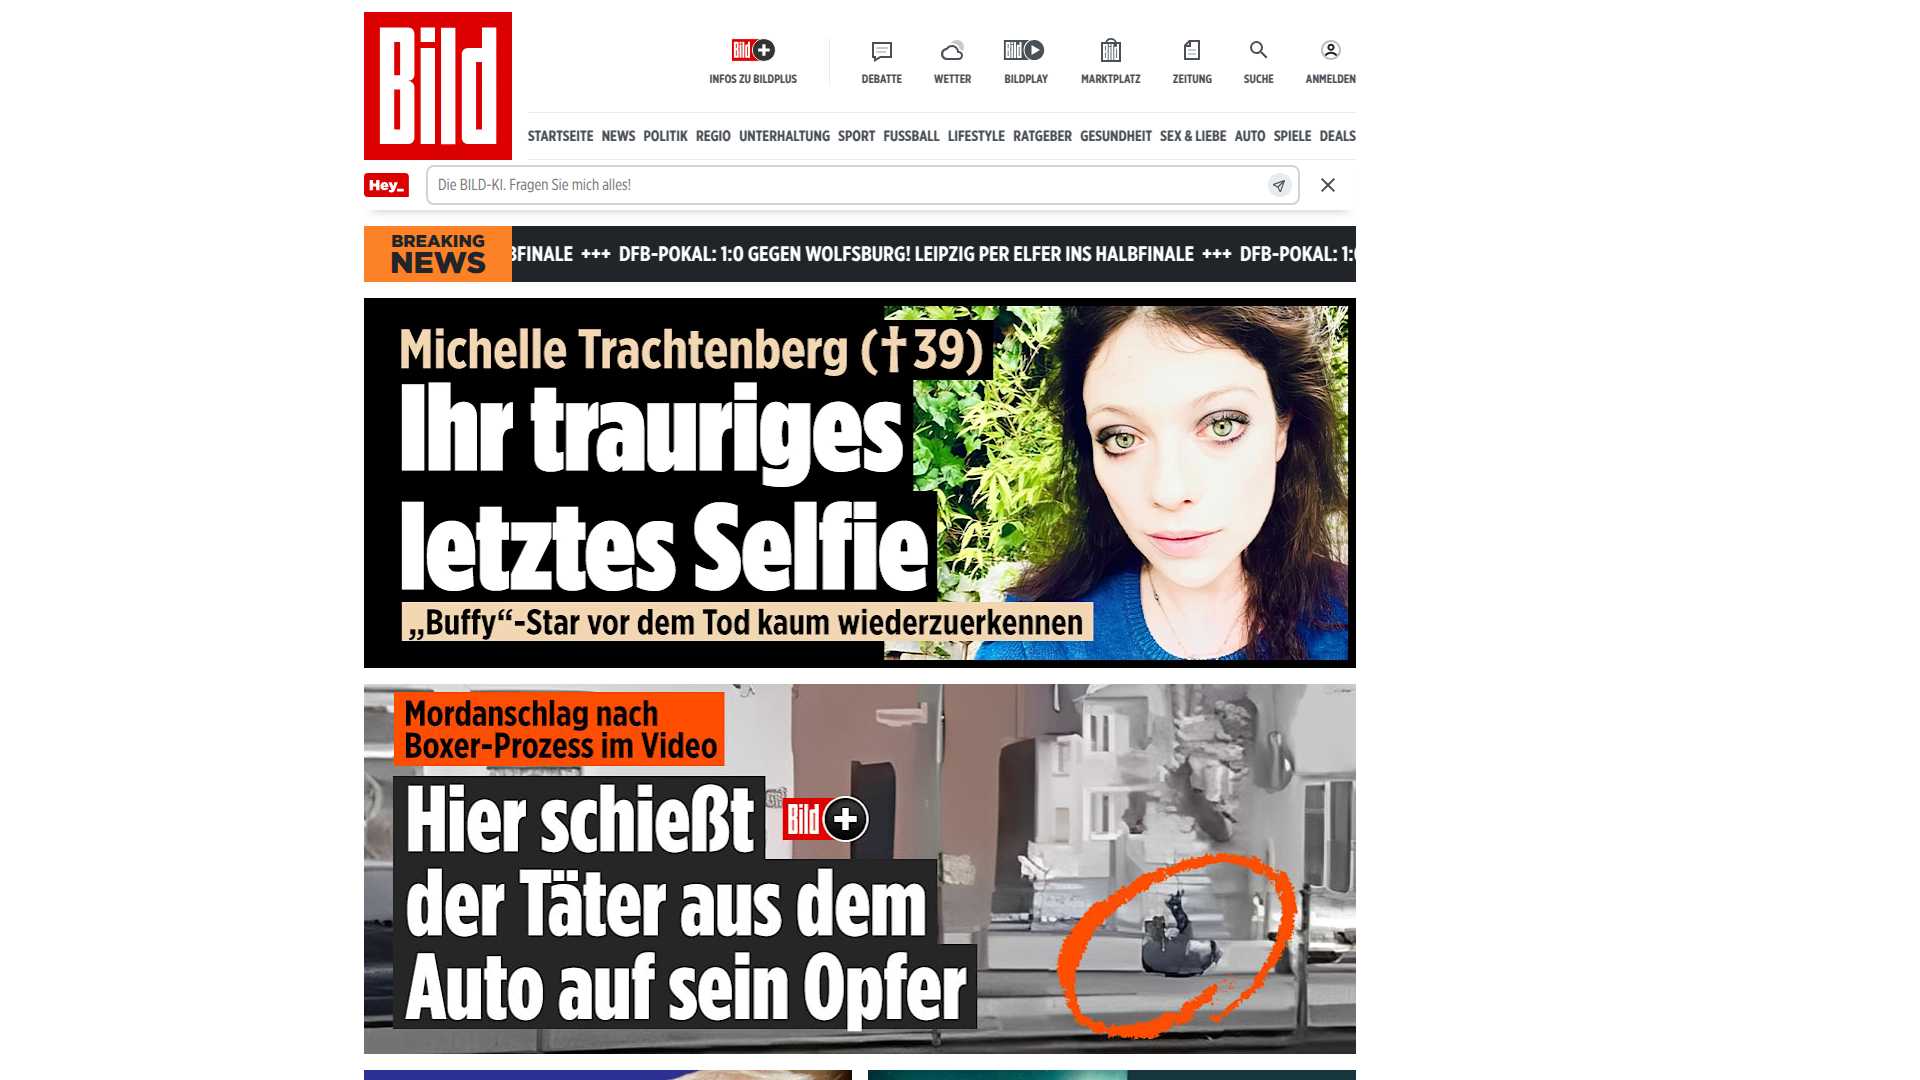 Bild
Bild+
INFOS ZU BILDPLUS
DEBATTE
WETTER
Bild
BILDPLAY
Bild
MARKTPLATZ
ZEITUNG
SUCHE
ANMELDEN
STARTSEITE NEWS POLITIK REGIO UNTERHALTUNG SPORT FUSSBALL LIFESTYLE RATGEBER GESUNDHEIT SEX & LIEBE AUTO SPIELE DEALS
Hey_
Die BILD-KI. Fragen Sie mich alles!
BREAKING
NEWS
BFINALE +++ DFB-POKAL: 1:0 GEGEN WOLFSBURG! LEIPZIG PER ELFER INS HALBFINALE +++ DFB-POKAL: 1:0
Michelle Trachtenberg (✝39)
Ihr trauriges
letztes Selfie
„Buffy“-Star vor dem Tod kaum wiederzuerkennen
Mordanschlag nach
Boxer-Prozess im Video
Hier schießt
Bild+
der Täter aus dem
Auto auf sein Opfer